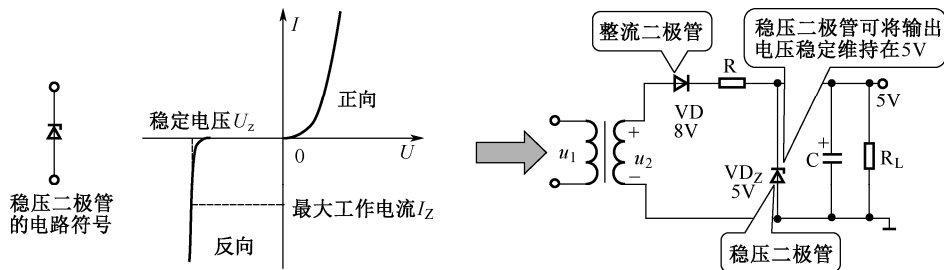 稳压二极管
的电路符号
I
正向
稳定电压UZ
0
U
最大工作电流IZ
反向
整流二极管
稳压二极管可将输出
电压稳定维持在5V
R
VD
8V
5V
u1
+
u2
−
VDZ
5V
+
C
RL
稳压二极管